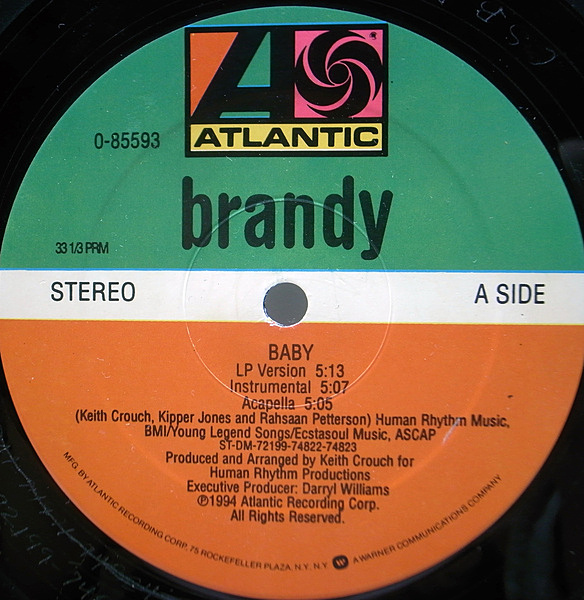 ATLANTIC
0-85593
brandy
33 1/3 PRM
STEREO
A SIDE
BABY
LP Version 5:13
Instrumental 5:07
Acapella 5:05
(Keith Crouch, Kipper Jones and Rahsaan Petterson) Human Rhythm Music,
BMI/Young Legend Songs/Ecstasoul Music, ASCAP
ST-DM-72199-74822-74823
Produced and Arranged by Keith Crouch for
Human Rhythm Productions
Executive Producer: Darryl Williams
℗1994 Atlantic Recording Corp.
All Rights Reserved.
MFG. BY ATLANTIC RECORDING CORP., 75 ROCKEFELLER PLAZA, N.Y., N.Y. A WARNER COMMUNICATIONS COMPANY